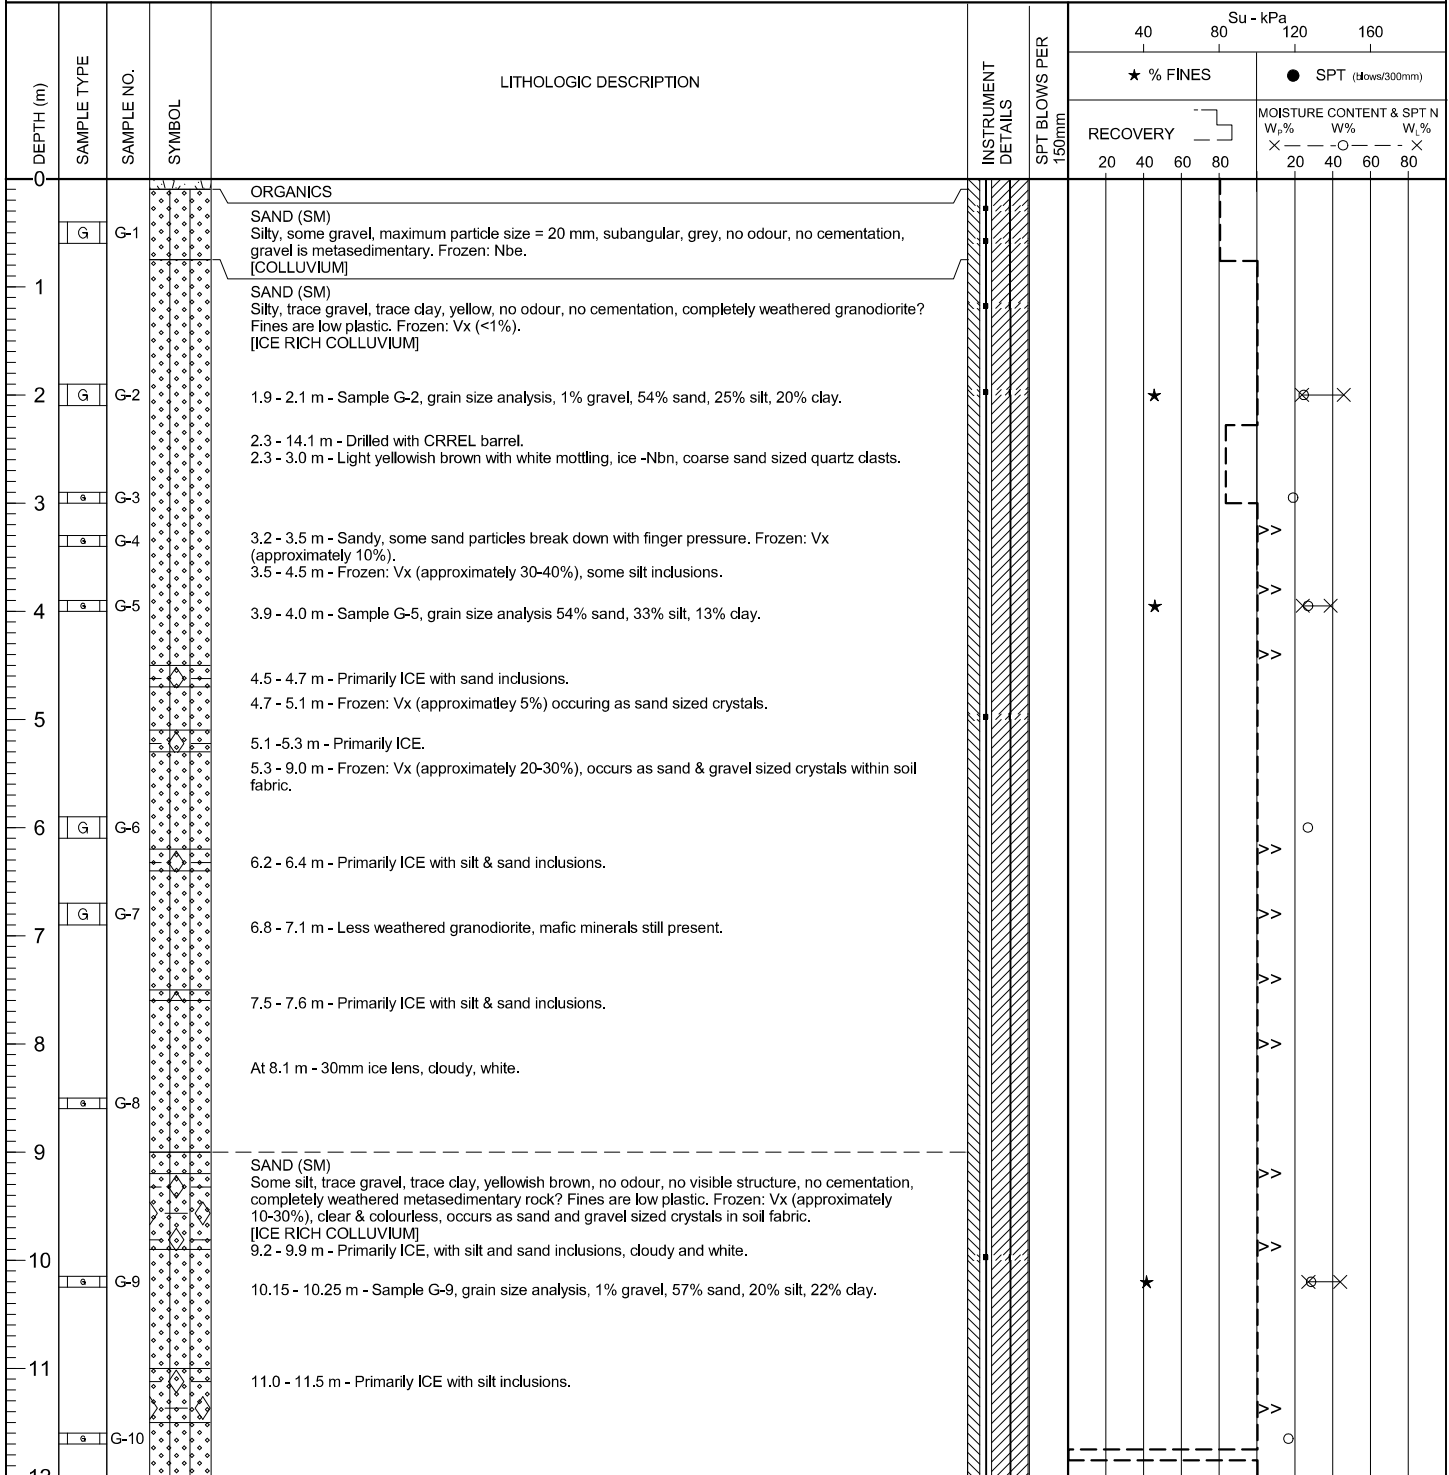 DEPTH (m)
SAMPLE TYPE
SAMPLE NO.
SYMBOL
LITHOLOGIC DESCRIPTION
INSTRUMENT
DETAILS
SPT BLOWS PER
150mm
Su - kPa
40 80 120 160
★ % FINES
● SPT (blows/300mm)
RECOVERY
MOISTURE CONTENT & SPT N
WP% W% WL%
20 40 60 80 20 40 60 80
0
ORGANICS
SAND (SM)
G G-1
Silty, some gravel, maximum particle size = 20 mm, subangular, grey, no odour, no cementation,
gravel is metasedimentary. Frozen: Nbe.
[COLLUVIUM]
1
SAND (SM)
Silty, trace gravel, trace clay, yellow, no odour, no cementation, completely weathered granodiorite?
Fines are low plastic. Frozen: Vx (<1%).
[ICE RICH COLLUVIUM]
2 G G-2
1.9 - 2.1 m - Sample G-2, grain size analysis, 1% gravel, 54% sand, 25% silt, 20% clay.
2.3 - 14.1 m - Drilled with CRREL barrel.
2.3 - 3.0 m - Light yellowish brown with white mottling, ice -Nbn, coarse sand sized quartz clasts.
3 G G-3
>>
G G-4
3.2 - 3.5 m - Sandy, some sand particles break down with finger pressure. Frozen: Vx
(approximately 10%).
3.5 - 4.5 m - Frozen: Vx (approximately 30-40%), some silt inclusions.
>>
4 G G-5
3.9 - 4.0 m - Sample G-5, grain size analysis 54% sand, 33% silt, 13% clay.
>>
4.5 - 4.7 m - Primarily ICE with sand inclusions.
4.7 - 5.1 m - Frozen: Vx (approximatley 5%) occuring as sand sized crystals.
5
5.1 -5.3 m - Primarily ICE.
5.3 - 9.0 m - Frozen: Vx (approximately 20-30%), occurs as sand & gravel sized crystals within soil
fabric.
6 G G-6
>>
6.2 - 6.4 m - Primarily ICE with silt & sand inclusions.
G G-7
>>
6.8 - 7.1 m - Less weathered granodiorite, mafic minerals still present.
7
>>
7.5 - 7.6 m - Primarily ICE with silt & sand inclusions.
8
>>
At 8.1 m - 30mm ice lens, cloudy, white.
G G-8
9
SAND (SM)
>>
Some silt, trace gravel, trace clay, yellowish brown, no odour, no visible structure, no cementation,
completely weathered metasedimentary rock? Fines are low plastic. Frozen: Vx (approximately
10-30%), clear & colourless, occurs as sand and gravel sized crystals in soil fabric.
[ICE RICH COLLUVIUM]
>>
9.2 - 9.9 m - Primarily ICE, with silt and sand inclusions, cloudy and white.
10
G G-9
10.15 - 10.25 m - Sample G-9, grain size analysis, 1% gravel, 57% sand, 20% silt, 22% clay.
11
11.0 - 11.5 m - Primarily ICE with silt inclusions.
>>
G G-10
12